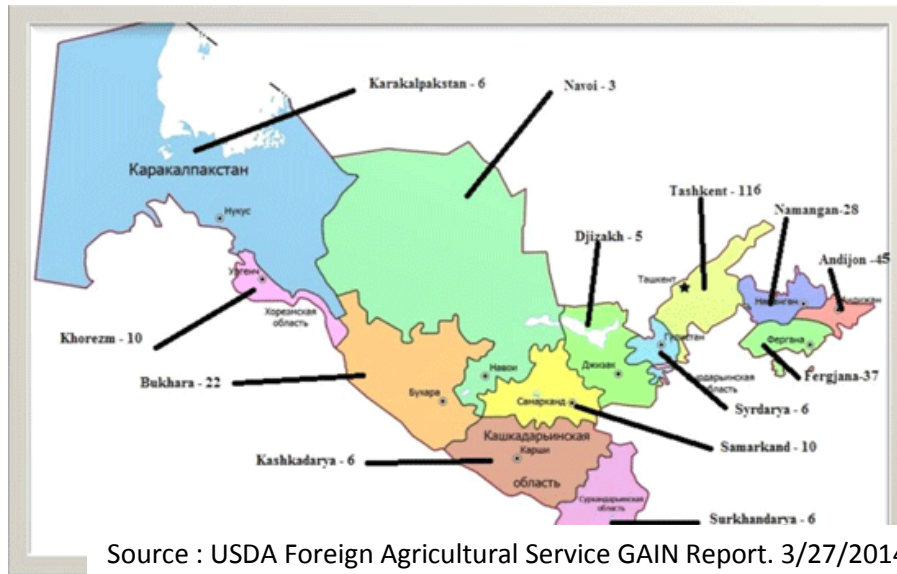 Karakalpakstan - 6
Navoi - 3
Каракалпакстан
Tashkent - 116
Namangan-28
Нукус
Djizakh - 5
Andijon -45
Ташкент
Ургенч
Хорезмская
область
Гулистан
Фергана
Khorezm - 10
Навои
Джизак
область
Fergjana-37
Bukhara - 22
Бухара
Самарканд
Syrdarya - 6
Кашкадарьинская
Samarkand - 10
Карши
Kashkadarya - 6
область
Сурхандарьинская
область
Surkhandarya - 6
Source : USDA Foreign Agricultural Service GAIN Report. 3/27/2014